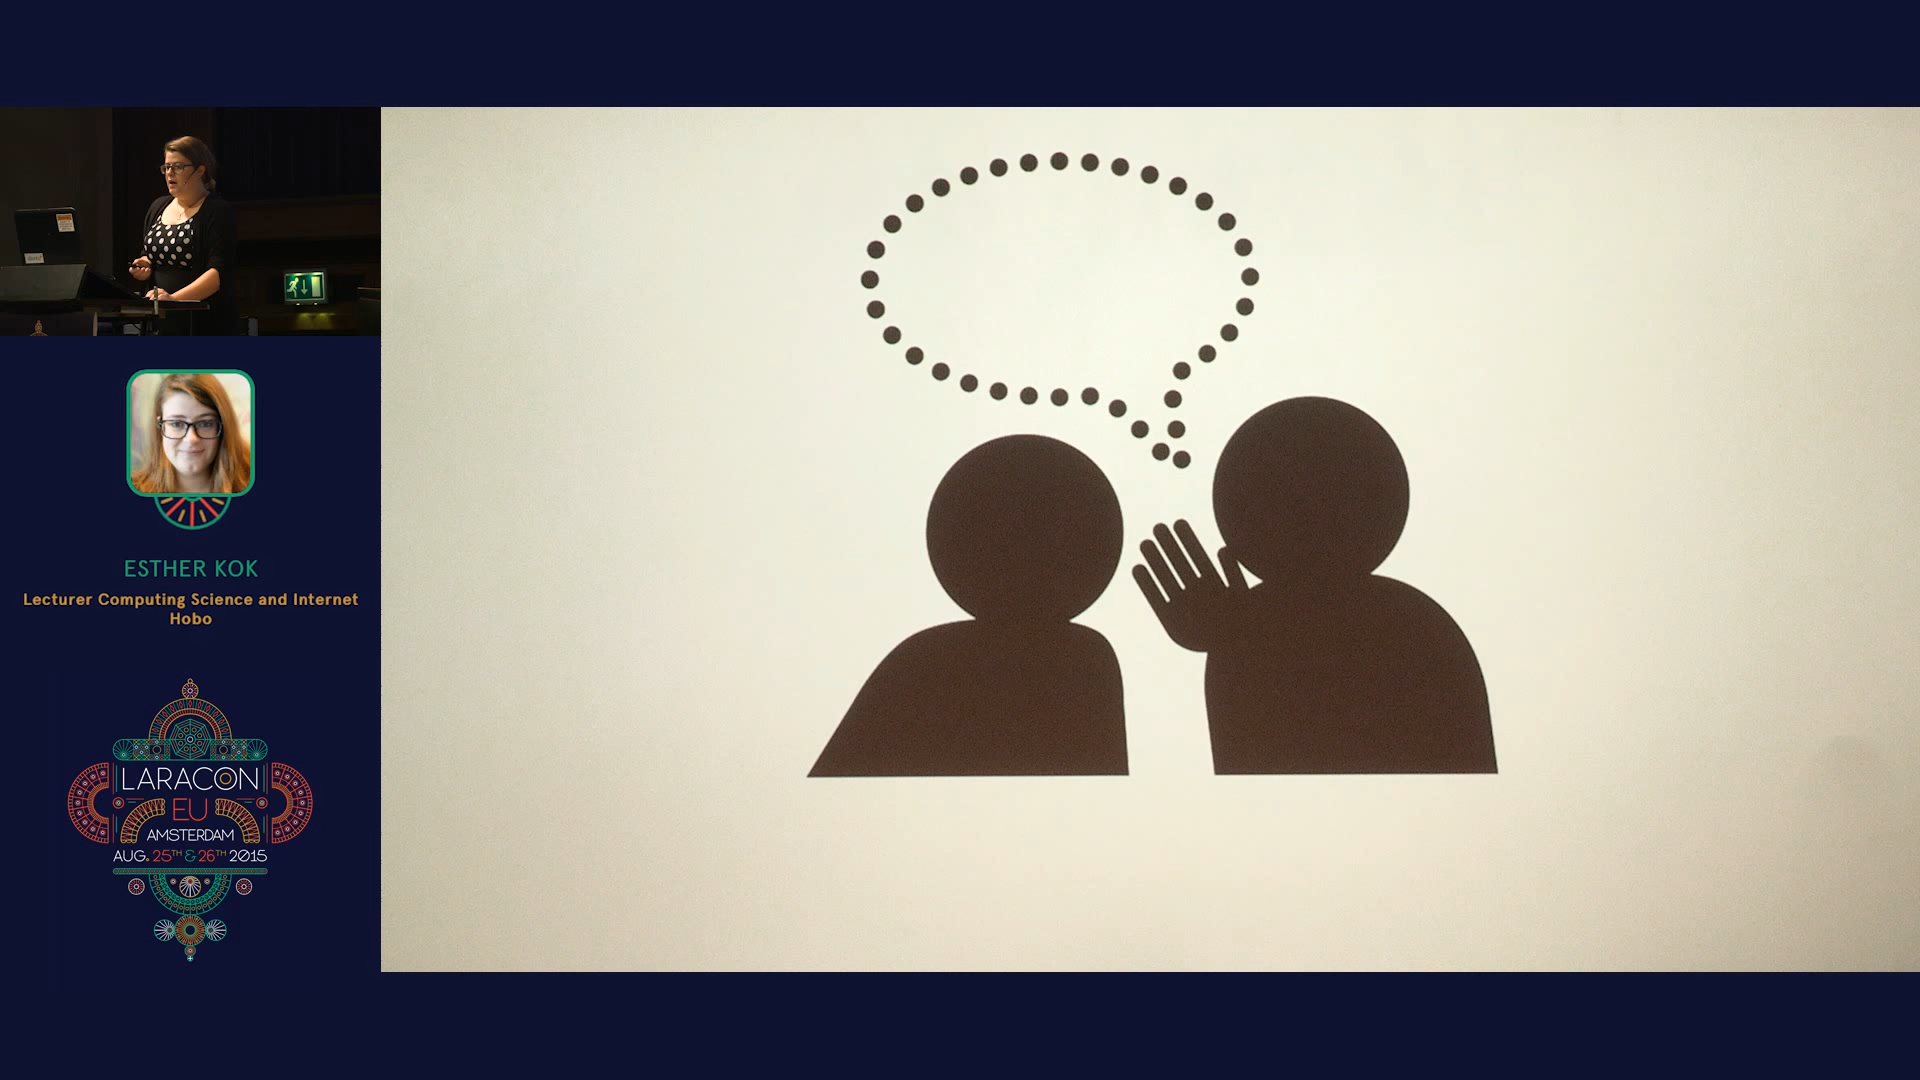 ESTHER KOK
Lecturer Computing Science and Internet
Hobo
LARACON
EU
AMSTERDAM
AUG. 25TH & 26TH 2015